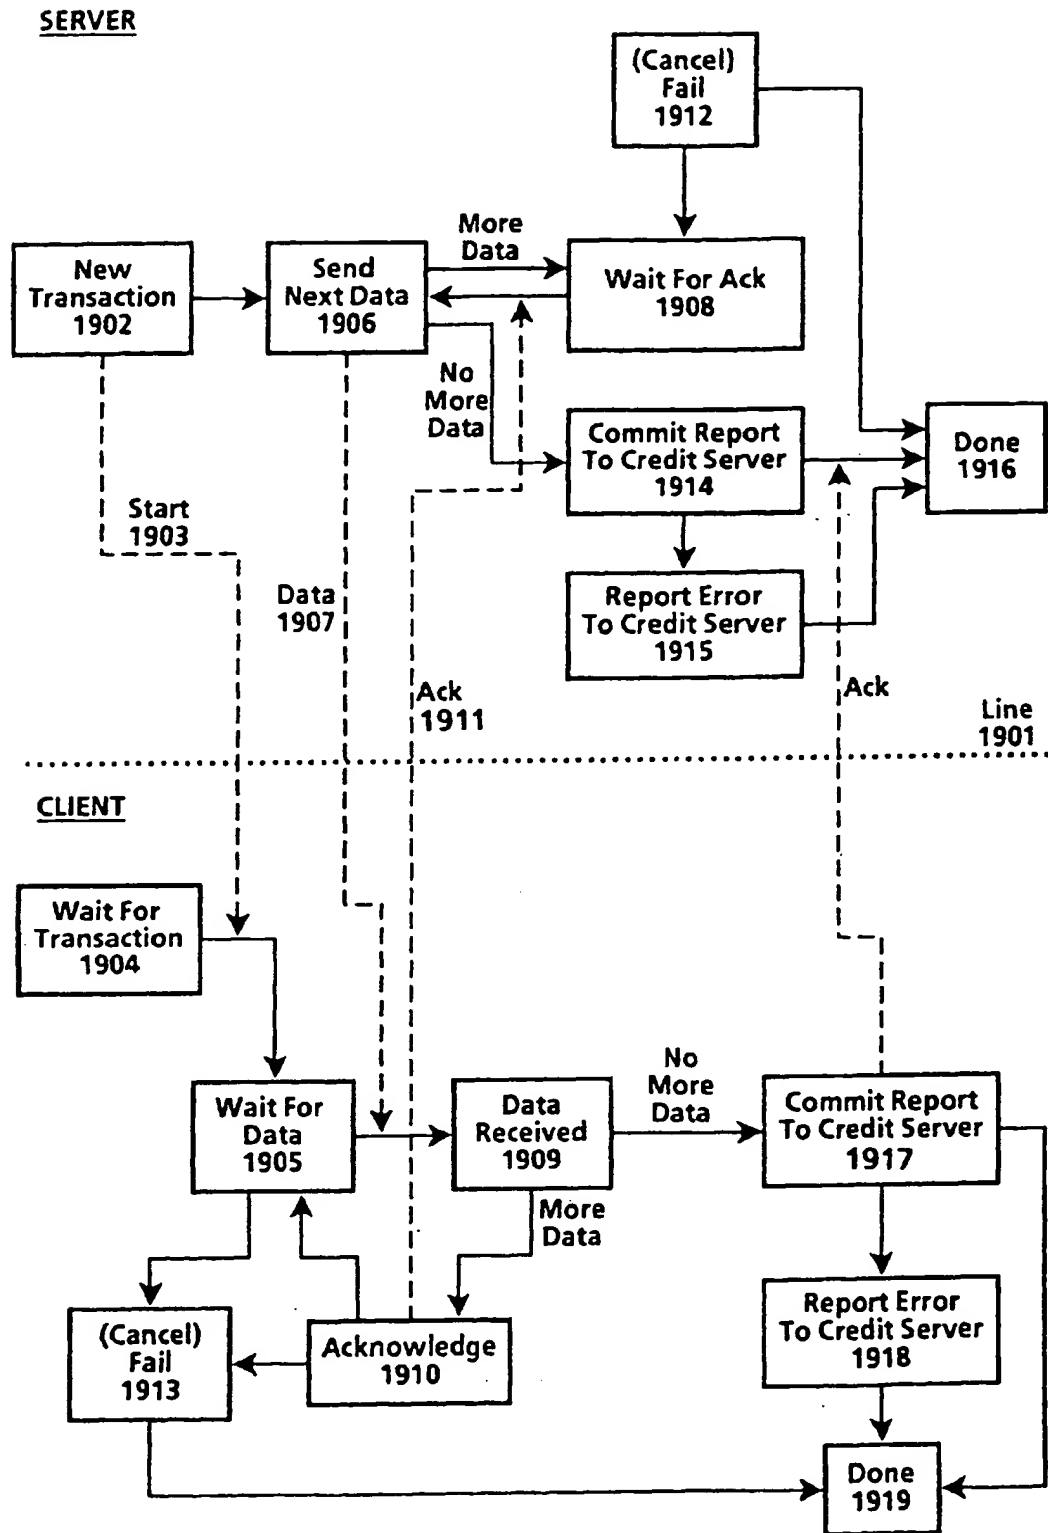 SERVER
(Cancel)
Fail
1912
New
Transaction
1902
Send
Next Data
1906
More
Data
Wait For Ack
1908
No
More
Data
Commit Report
To Credit Server
1914
Done
1916
Start
1903
Data
1907
Report Error
To Credit Server
1915
Ack
1911
Ack
Line
1901
CLIENT
Wait For
Transaction
1904
Wait For
Data
1905
Data
Received
1909
No
More
Data
Commit Report
To Credit Server
1917
More
Data
(Cancel)
Fail
1913
Acknowledge
1910
Report Error
To Credit Server
1918
Done
1919